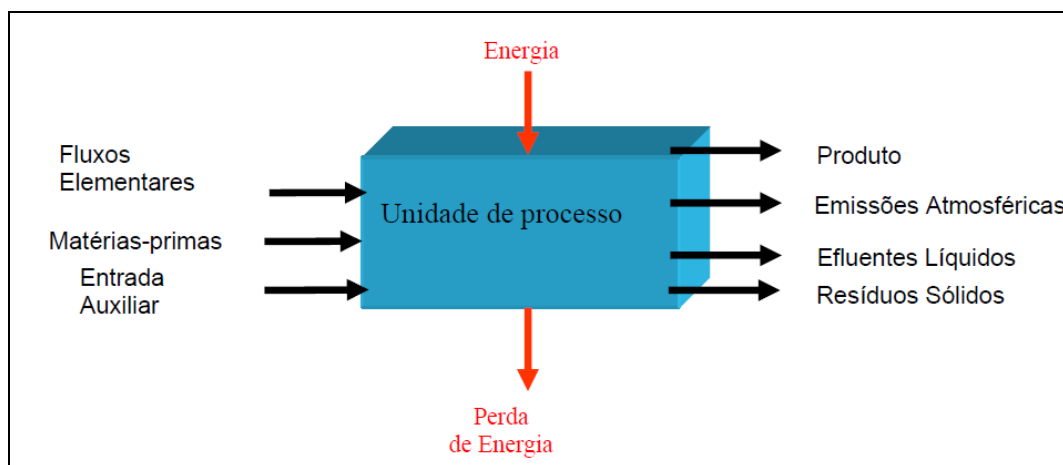 Energia
Fluxos
Elementares
Matérias-primas
Entrada
Auxiliar
Unidade de processo
Produto
Emissões Atmosféricas
Efluentes Líquidos
Resíduos Sólidos
Perda
de Energia